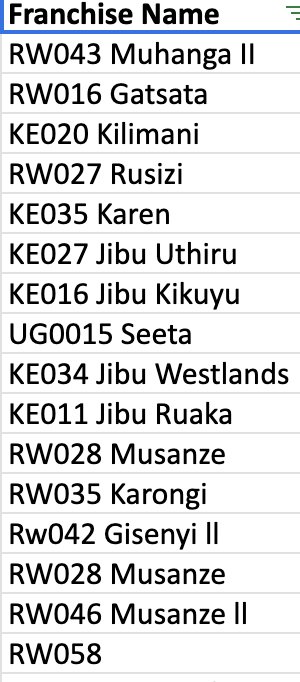 Franchise Name
RW043 Muhanga II
RW016 Gatsata
KE020 Kilimani
RW027 Rusizi
KE035 Karen
KE027 Jibu Uthiru
KE016 Jibu Kikuyu
UG0015 Seeta
KE034 Jibu Westlands
KE011 Jibu Ruaka
RW028 Musanze
RW035 Karongi
Rw042 Gisenyi ll
RW028 Musanze
RW046 Musanze ll
RW058